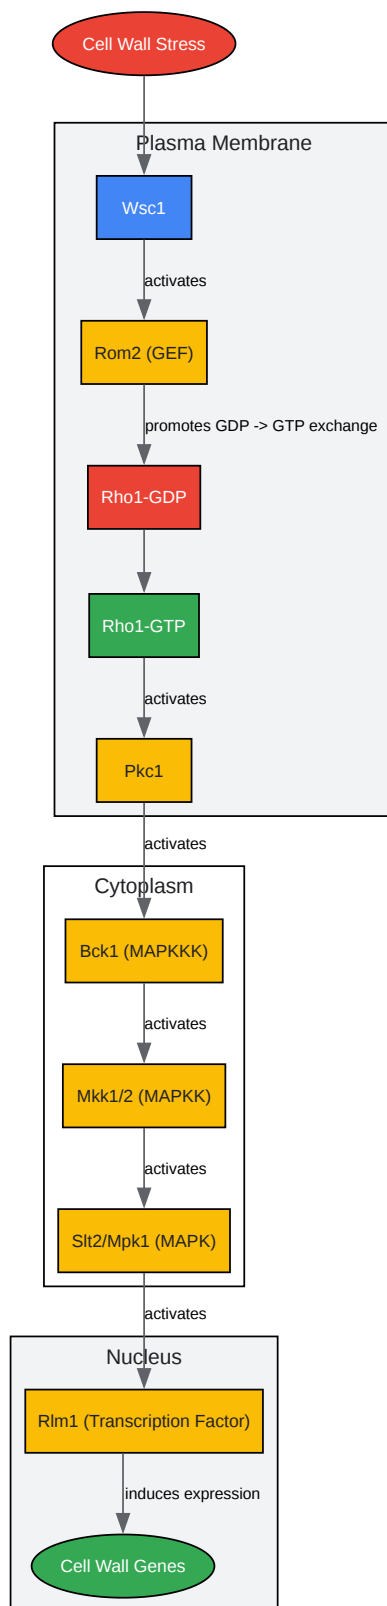 Cell Wall Stress
Plasma Membrane
Wsc1
activates
Rom2 (GEF)
promotes GDP -> GTP exchange
Rho1-GDP
Rho1-GTP
activates
Pkc1
activates
Cytoplasm
Bck1 (MAPKKK)
activates
Mkk1/2 (MAPKK)
activates
Slt2/Mpk1 (MAPK)
activates
Nucleus
Rlm1 (Transcription Factor)
induces expression
Cell Wall Genes